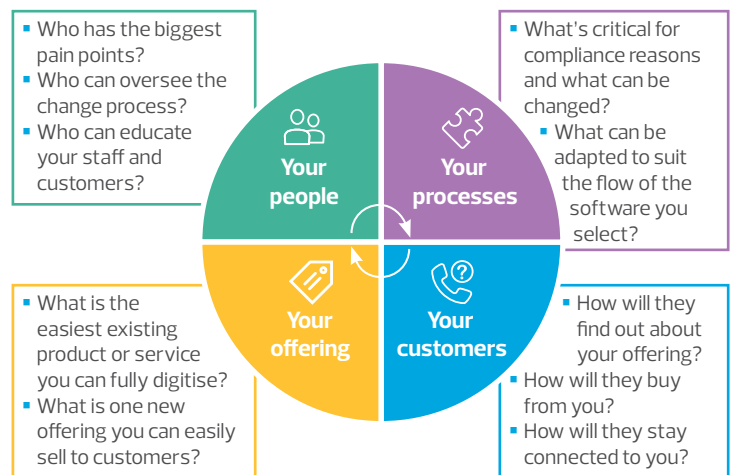 ▪ Who has the biggest
pain points?
▪ Who can oversee the
change process?
▪ Who can educate
your staff and
customers?
▪ What's critical for
compliance reasons
and what can be
changed?
▪ What can be
adapted to suit
the flow of the
software you
select?
Your
people
Your
processes
Your
offering
?
Your
customers
▪ What is the
easiest existing
product or service
you can fully digitise?
▪ What is one new
offering you can easily
sell to customers?
▪ How will they
find out about
your offering?
▪ How will they buy
from you?
▪ How will they stay
connected to you?